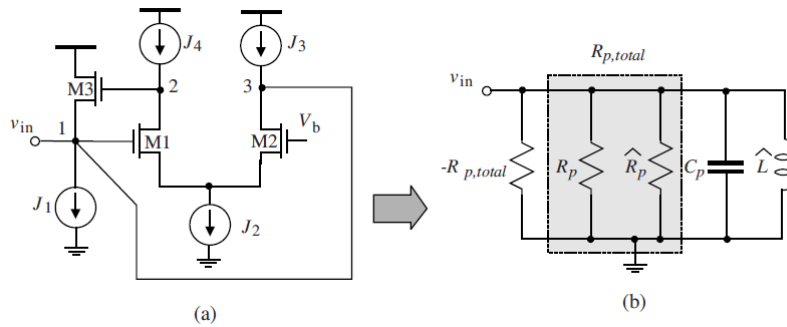 J4
J3
M3
2
3
vin
1
M1
M2
Vb
J1
J2
(a)
Rp,total
vin
-R p,total
Rp
R̂p
Cp
L̂
(b)